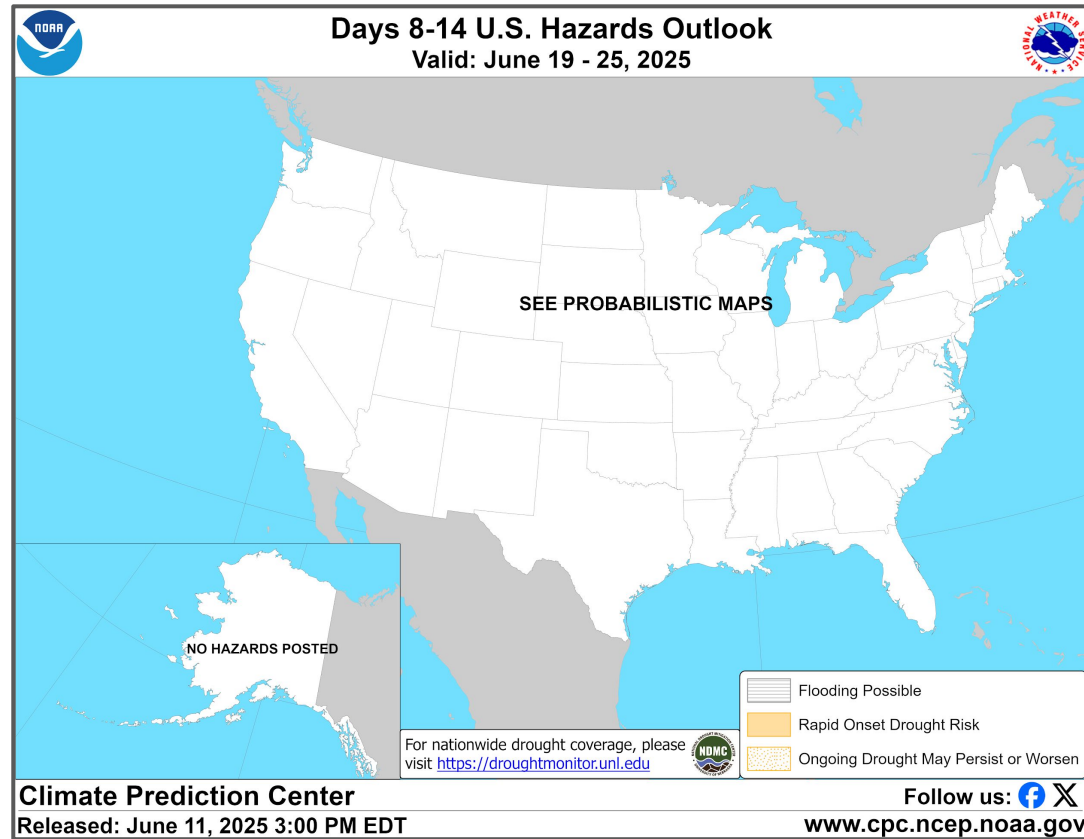 NOAA
Days 8-14 U.S. Hazards Outlook
Valid: June 19 - 25, 2025
NATIONAL WEATHER SERVICE
SEE PROBABILISTIC MAPS
NO HAZARDS POSTED
Flooding Possible
Rapid Onset Drought Risk
Ongoing Drought May Persist or Worsen
For nationwide drought coverage, please
visit https://droughtmonitor.unl.edu
NDMC
Climate Prediction Center
Follow us:
Released: June 11, 2025 3:00 PM EDT
www.cpc.ncep.noaa.gov